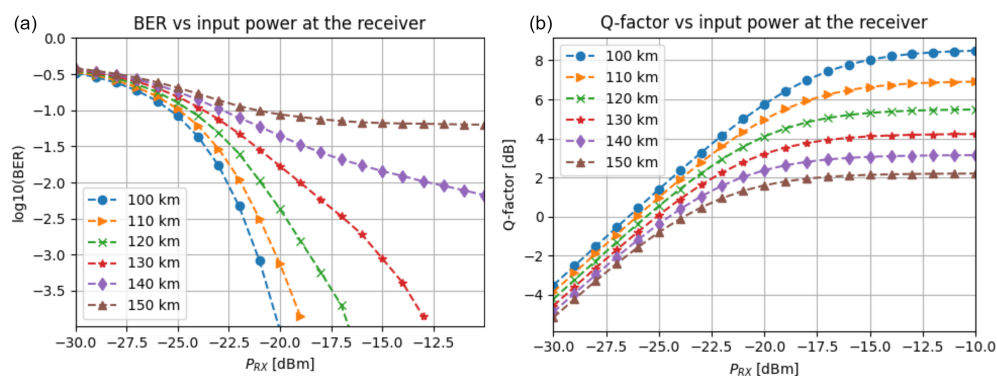 (a)
BER vs input power at the receiver
log10(BER)
0.0
−0.5
−1.0
−1.5
−2.0
−2.5
−3.0
−3.5
100 km
110 km
120 km
130 km
140 km
150 km
−30.0 −27.5 −25.0 −22.5 −20.0 −17.5 −15.0 −12.5
P_RX [dBm]
(b)
Q-factor vs input power at the receiver
Q-factor [dB]
8
6
4
2
0
−2
−4
100 km
110 km
120 km
130 km
140 km
150 km
−30.0 −27.5 −25.0 −22.5 −20.0 −17.5 −15.0 −12.5 −10.0
P_RX [dBm]